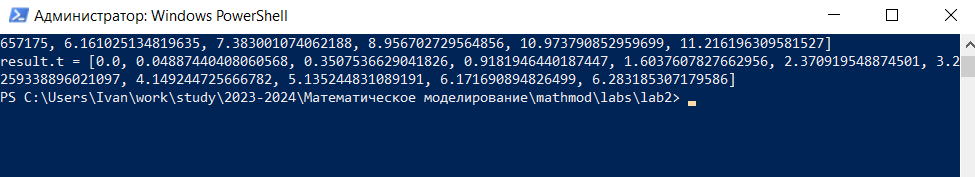 Администратор: Windows PowerShell
657175, 6.161025134819635, 7.383001074062188, 8.956702729564856, 10.973790852959699, 11.216196309581527]
result.t = [0.0, 0.04887440408060568, 0.3507536629041826, 0.9181946440187447, 1.6037607827662956, 2.370919548874501, 3.2
259338896021097, 4.149244725666782, 5.135244831089191, 6.171690894826499, 6.283185307179586]
PS C:\Users\Ivan\work\study\2023-2024\Математическое моделирование\mathmod\labs\lab2>